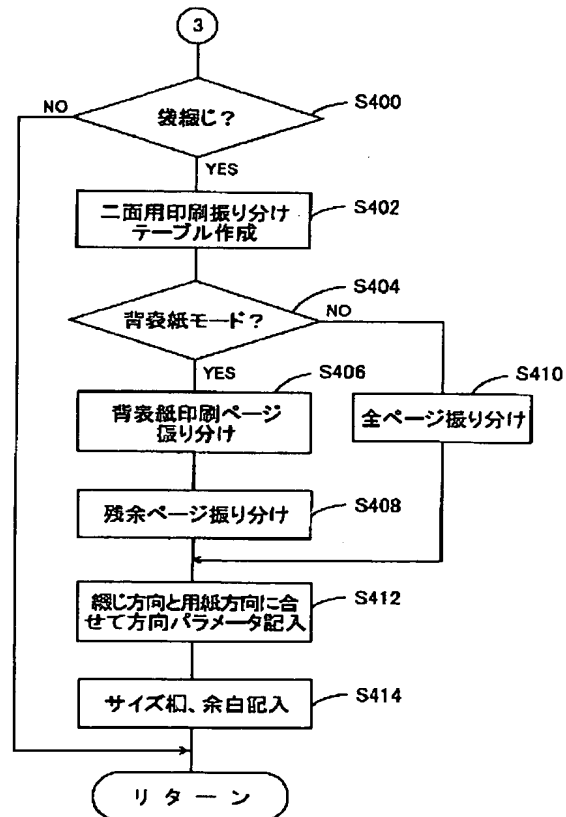 3
袋綴じ?
S400
NO
YES
二面用印刷振り分け
テーブル作成
S402
背表紙モード?
S404
NO
YES
背表紙印刷ページ
振り分け
S406
全ページ振り分け
S410
残余ページ振り分け
S408
綴じ方向と用紙方向に合
せて方向パラメータ記入
S412
サイズ欄、余白記入
S414
リターン